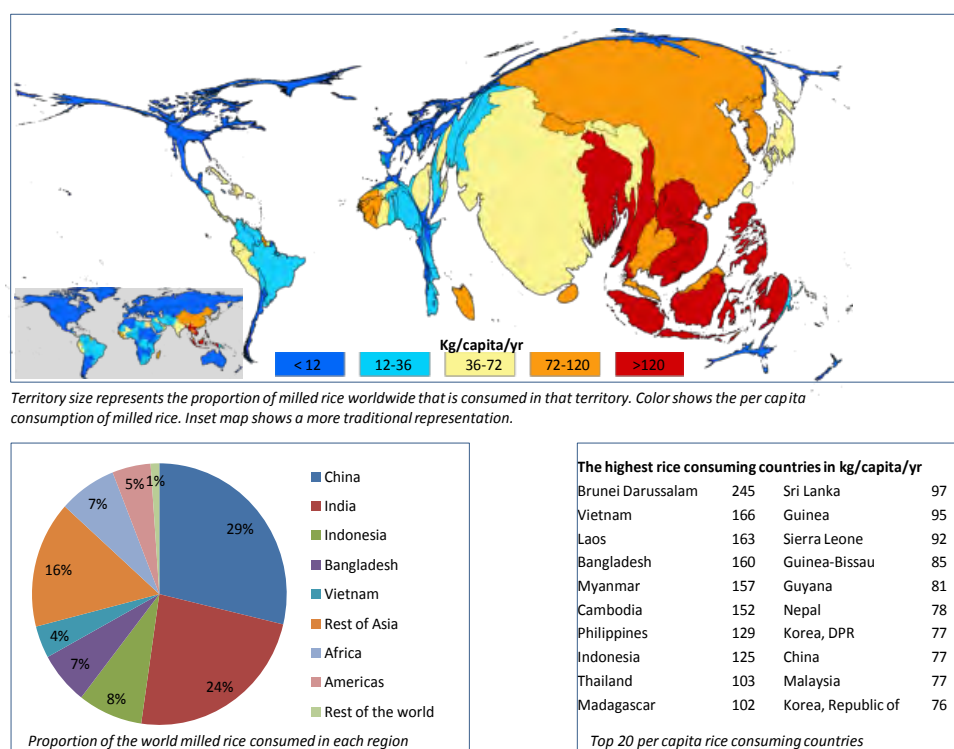 Kg/capita/yr
< 12 12-36 36-72 72-120 >120
Territory size represents the proportion of milled rice worldwide that is consumed in that territory. Color shows the per capita
consumption of milled rice. Inset map shows a more traditional representation.
5% 1%
7%
29%
16%
4%
7%
8%
24%
China
India
Indonesia
Bangladesh
Vietnam
Rest of Asia
Africa
Americas
Rest of the world
Proportion of the world milled rice consumed in each region
The highest rice consuming countries in kg/capita/yr
Brunei Darussalam 245 Sri Lanka 97
Vietnam 166 Guinea 95
Laos 163 Sierra Leone 92
Bangladesh 160 Guinea-Bissau 85
Myanmar 157 Guyana 81
Cambodia 152 Nepal 78
Philippines 129 Korea, DPR 77
Indonesia 125 China 77
Thailand 103 Malaysia 77
Madagascar 102 Korea, Republic of 76
Top 20 per capita rice consuming countries